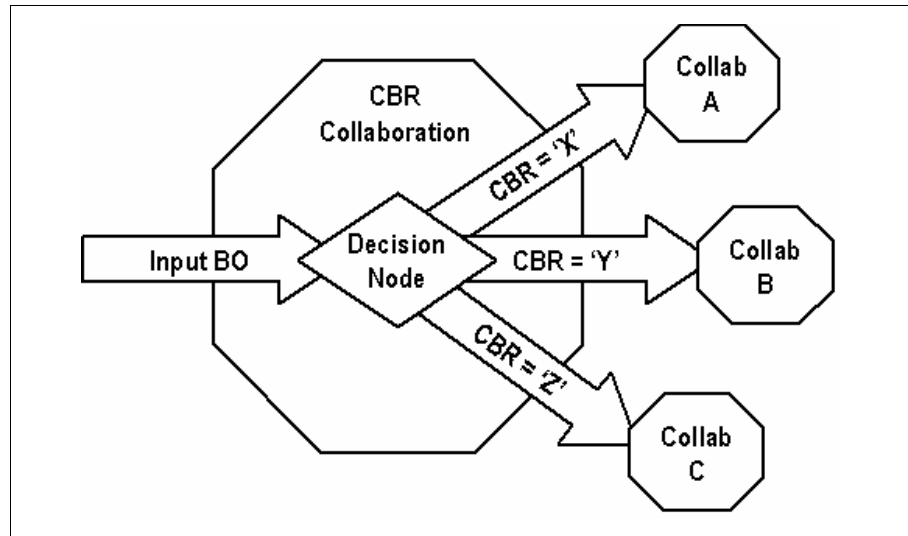 CBR
Collaboration
Input BO
Decision
Node
CBR = ‘X’
CBR = ‘Y’
CBR = ‘Z’
Collab
A
Collab
B
Collab
C